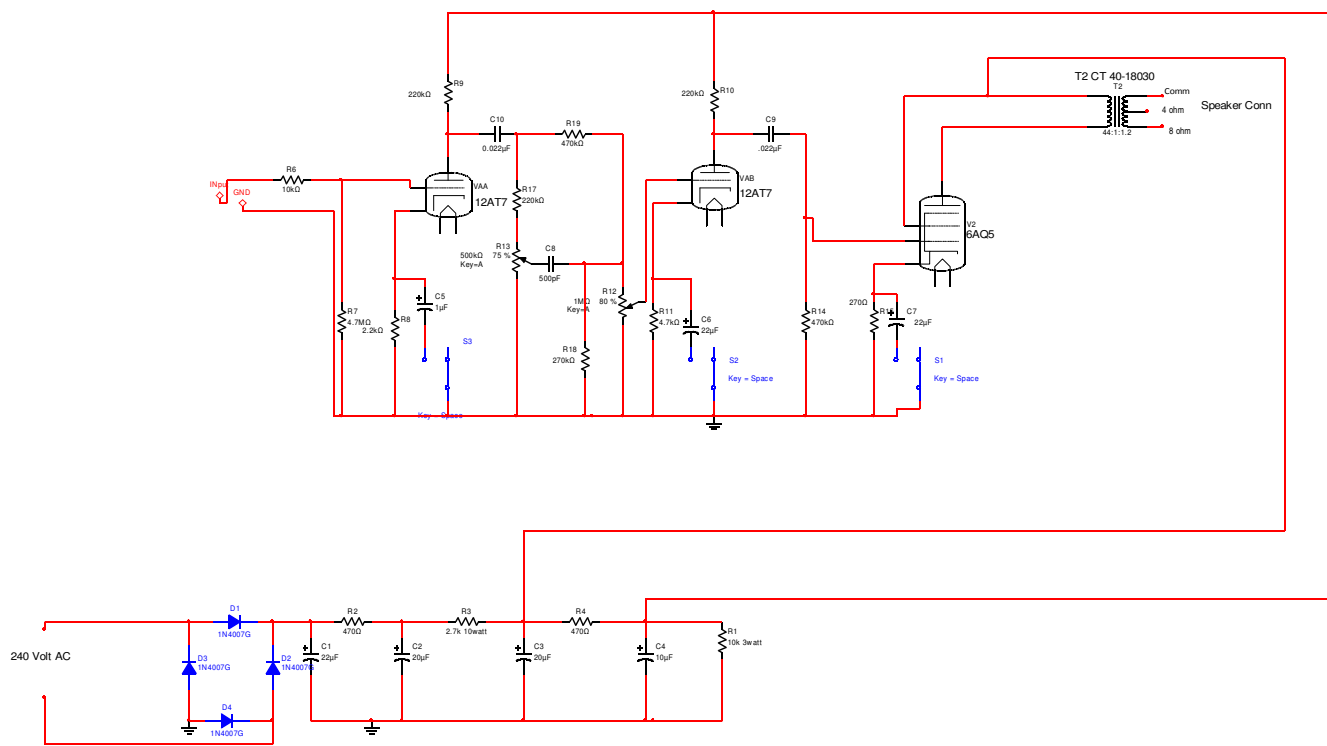 T2 CT 40-18030
T2
Comm
4 ohm
8 ohm
44:1:1.2
Speaker Conn
R9
220kΩ
R10
220kΩ
C10
0.022µF
R19
470kΩ
C9
.022µF
R6
10kΩ
GND
VAA
12AT7
VAB
12AT7
R17
220kΩ
R13
500kΩ
75 %
Key=A
C8
500pF
V2
6AQ5
R12
1MΩ
80 %
Key=A
C5
1µF
R7
4.7MΩ
R8
2.2kΩ
R11
4.7kΩ
C6
22µF
R14
470kΩ
270Ω
C7
22µF
S3
Key = Space
R18
270kΩ
S2
Key = Space
S1
Key = Space
D1
1N4007G
D3
1N4007G
D2
1N4007G
D4
1N4007G
240 Volt AC
R2
470Ω
R3
2.7k 10watt
R4
470Ω
R1
10k 3watt
C1
22µF
C2
20µF
C3
20µF
C4
10µF